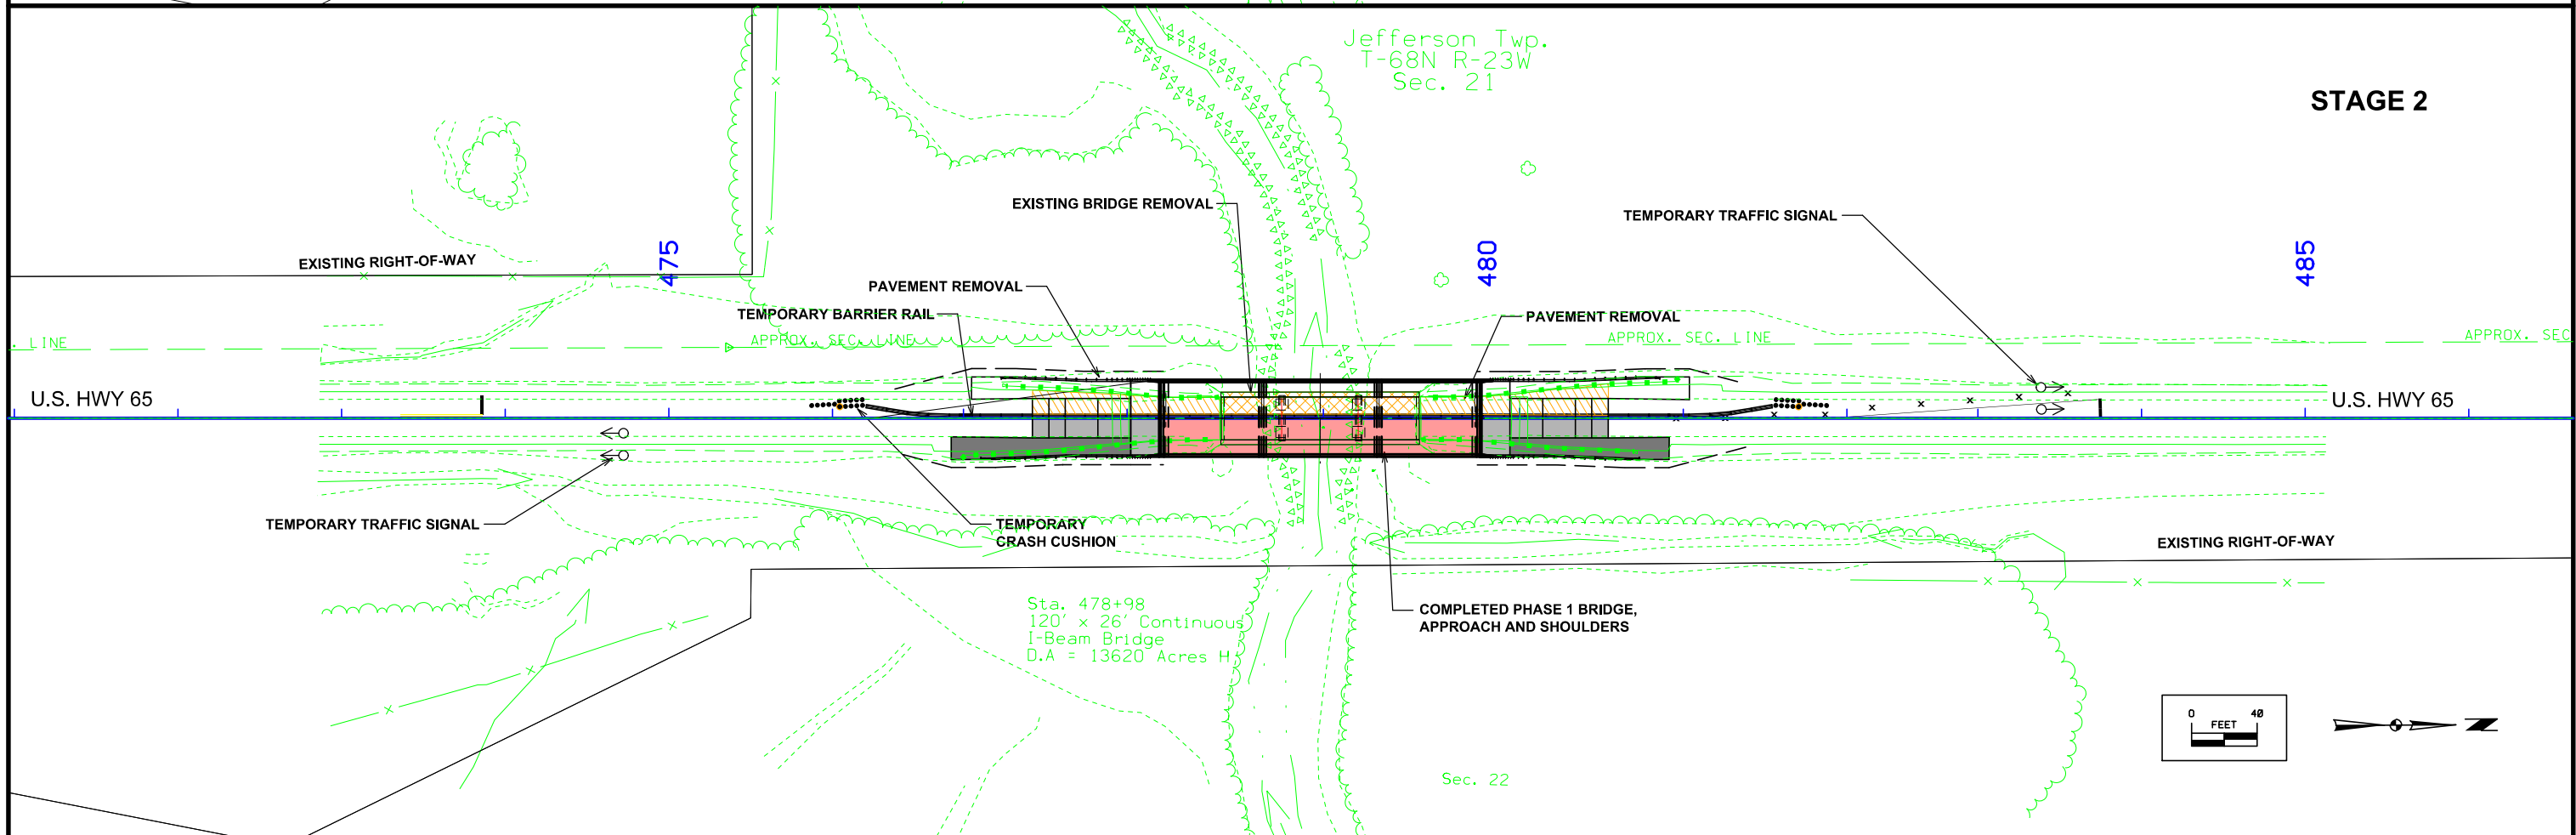 Jefferson Twp.
T-68N R-23W
Sec. 21
STAGE 2
EXISTING BRIDGE REMOVAL
TEMPORARY TRAFFIC SIGNAL
EXISTING RIGHT-OF-WAY
475
480
485
PAVEMENT REMOVAL
TEMPORARY BARRIER RAIL
PAVEMENT REMOVAL
. LINE
APPROX. SEC. LINE
APPROX. SEC. LINE
APPROX. SEC
U.S. HWY 65
U.S. HWY 65
TEMPORARY TRAFFIC SIGNAL
TEMPORARY
CRASH CUSHION
EXISTING RIGHT-OF-WAY
Sta. 478+98
120' x 26' Continuous
I-Beam Bridge
D.A = 13620 Acres H.
COMPLETED PHASE 1 BRIDGE,
APPROACH AND SHOULDERS
0 40
FEET
N
Sec. 22